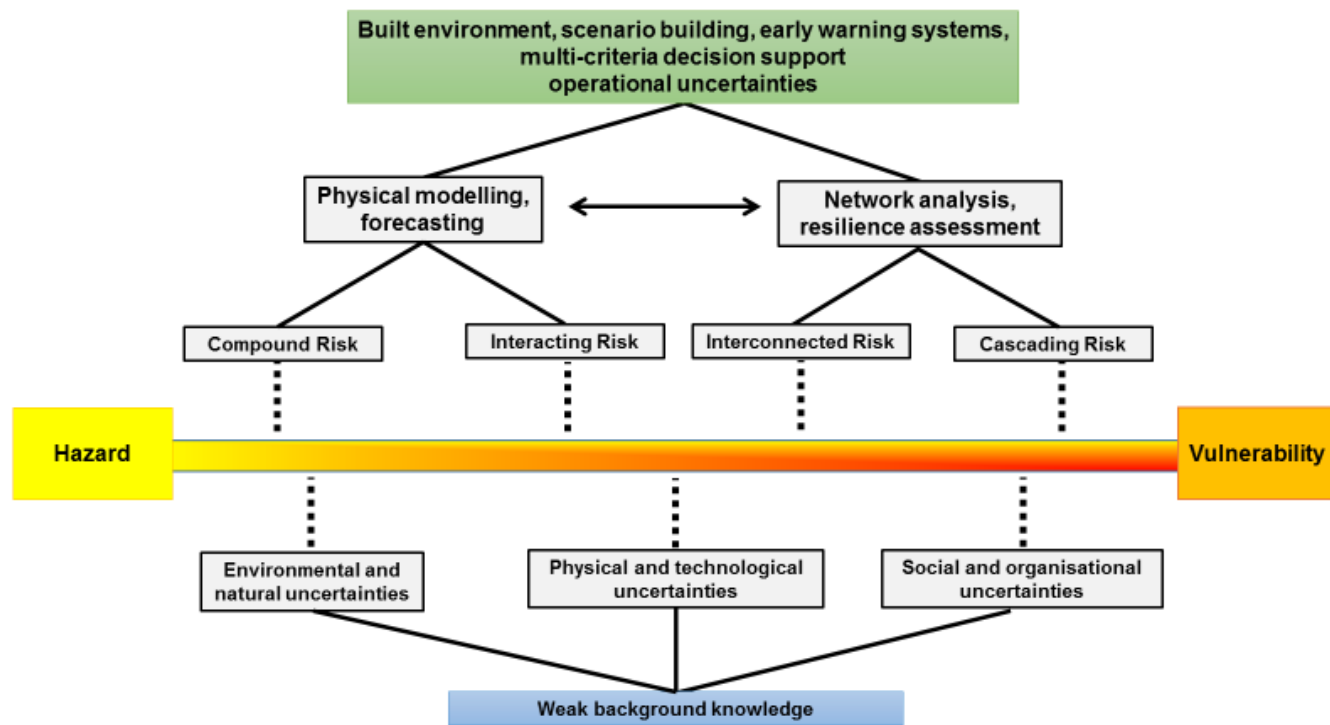 Built environment, scenario building, early warning systems,
multi-criteria decision support
operational uncertainties
Physical modelling,
forecasting
Network analysis,
resilience assessment
Compound Risk
Interacting Risk
Interconnected Risk
Cascading Risk
Hazard
Vulnerability
Environmental and
natural uncertainties
Physical and technological
uncertainties
Social and organisational
uncertainties
Weak background knowledge